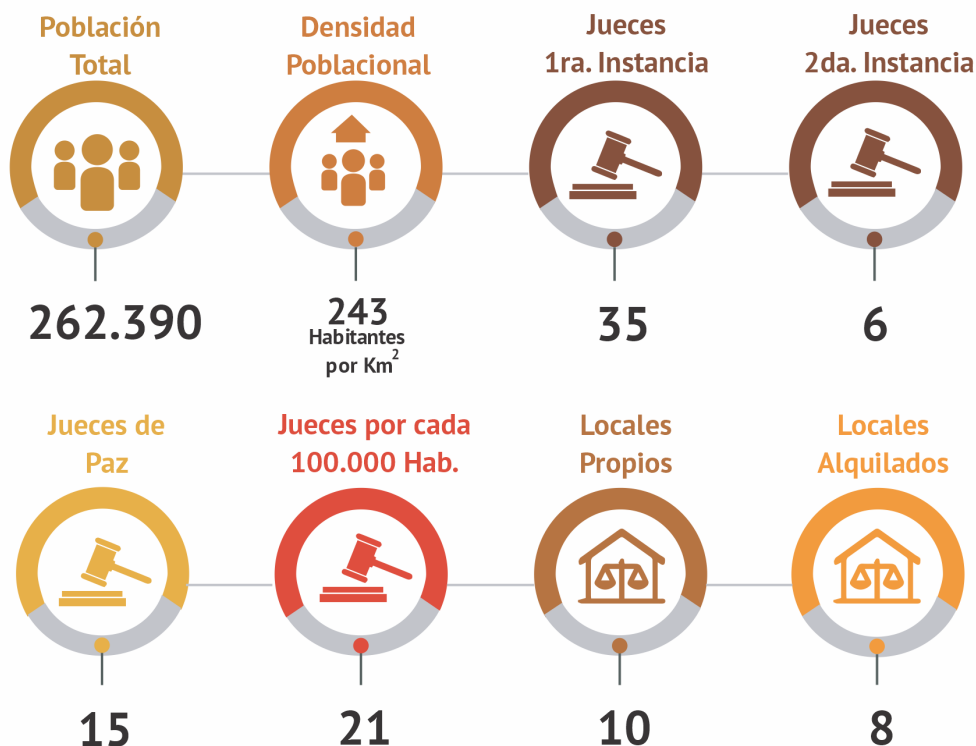 Población
Total
Densidad
Poblacional
Jueces
1ra. Instancia
Jueces
2da. Instancia
262.390
243
Habitantes
por Km²
35
6
Jueces de
Paz
Jueces por cada
100.000 Hab.
Locales
Propios
Locales
Alquilados
15
21
10
8